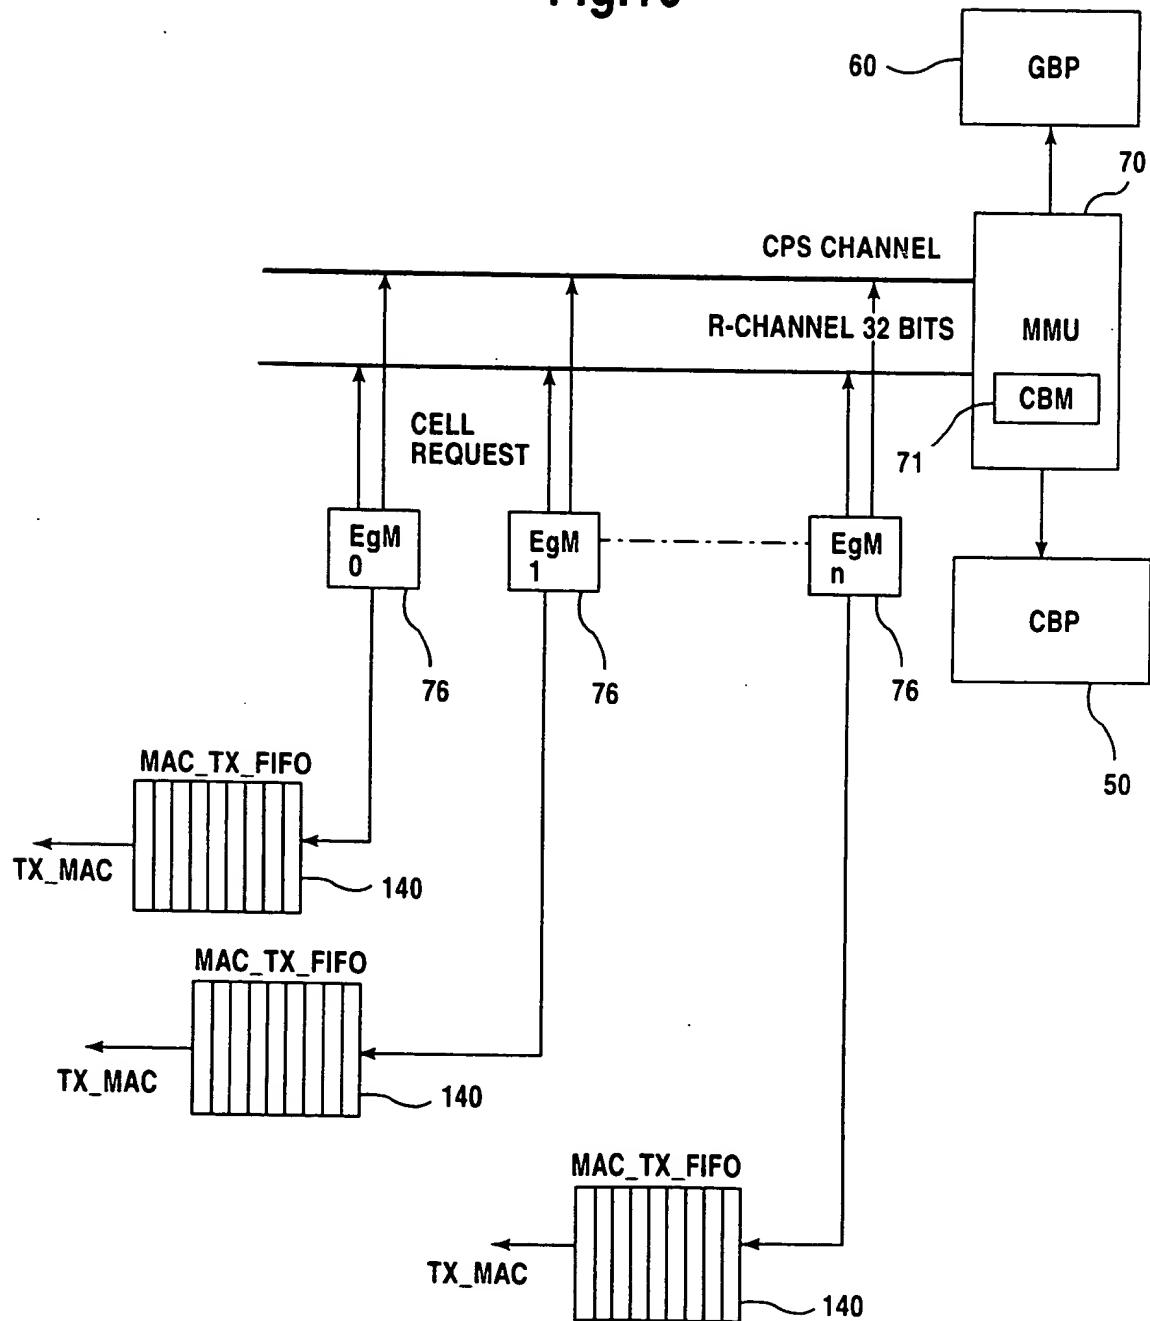 GBP
60
70
CPS CHANNEL
R-CHANNEL 32 BITS
MMU
CBM
71
CELL
REQUEST
EgM
0
EgM
1
EgM
n
76
76
76
CBP
50
MAC_TX_FIFO
TX_MAC
140
MAC_TX_FIFO
TX_MAC
140
MAC_TX_FIFO
TX_MAC
140